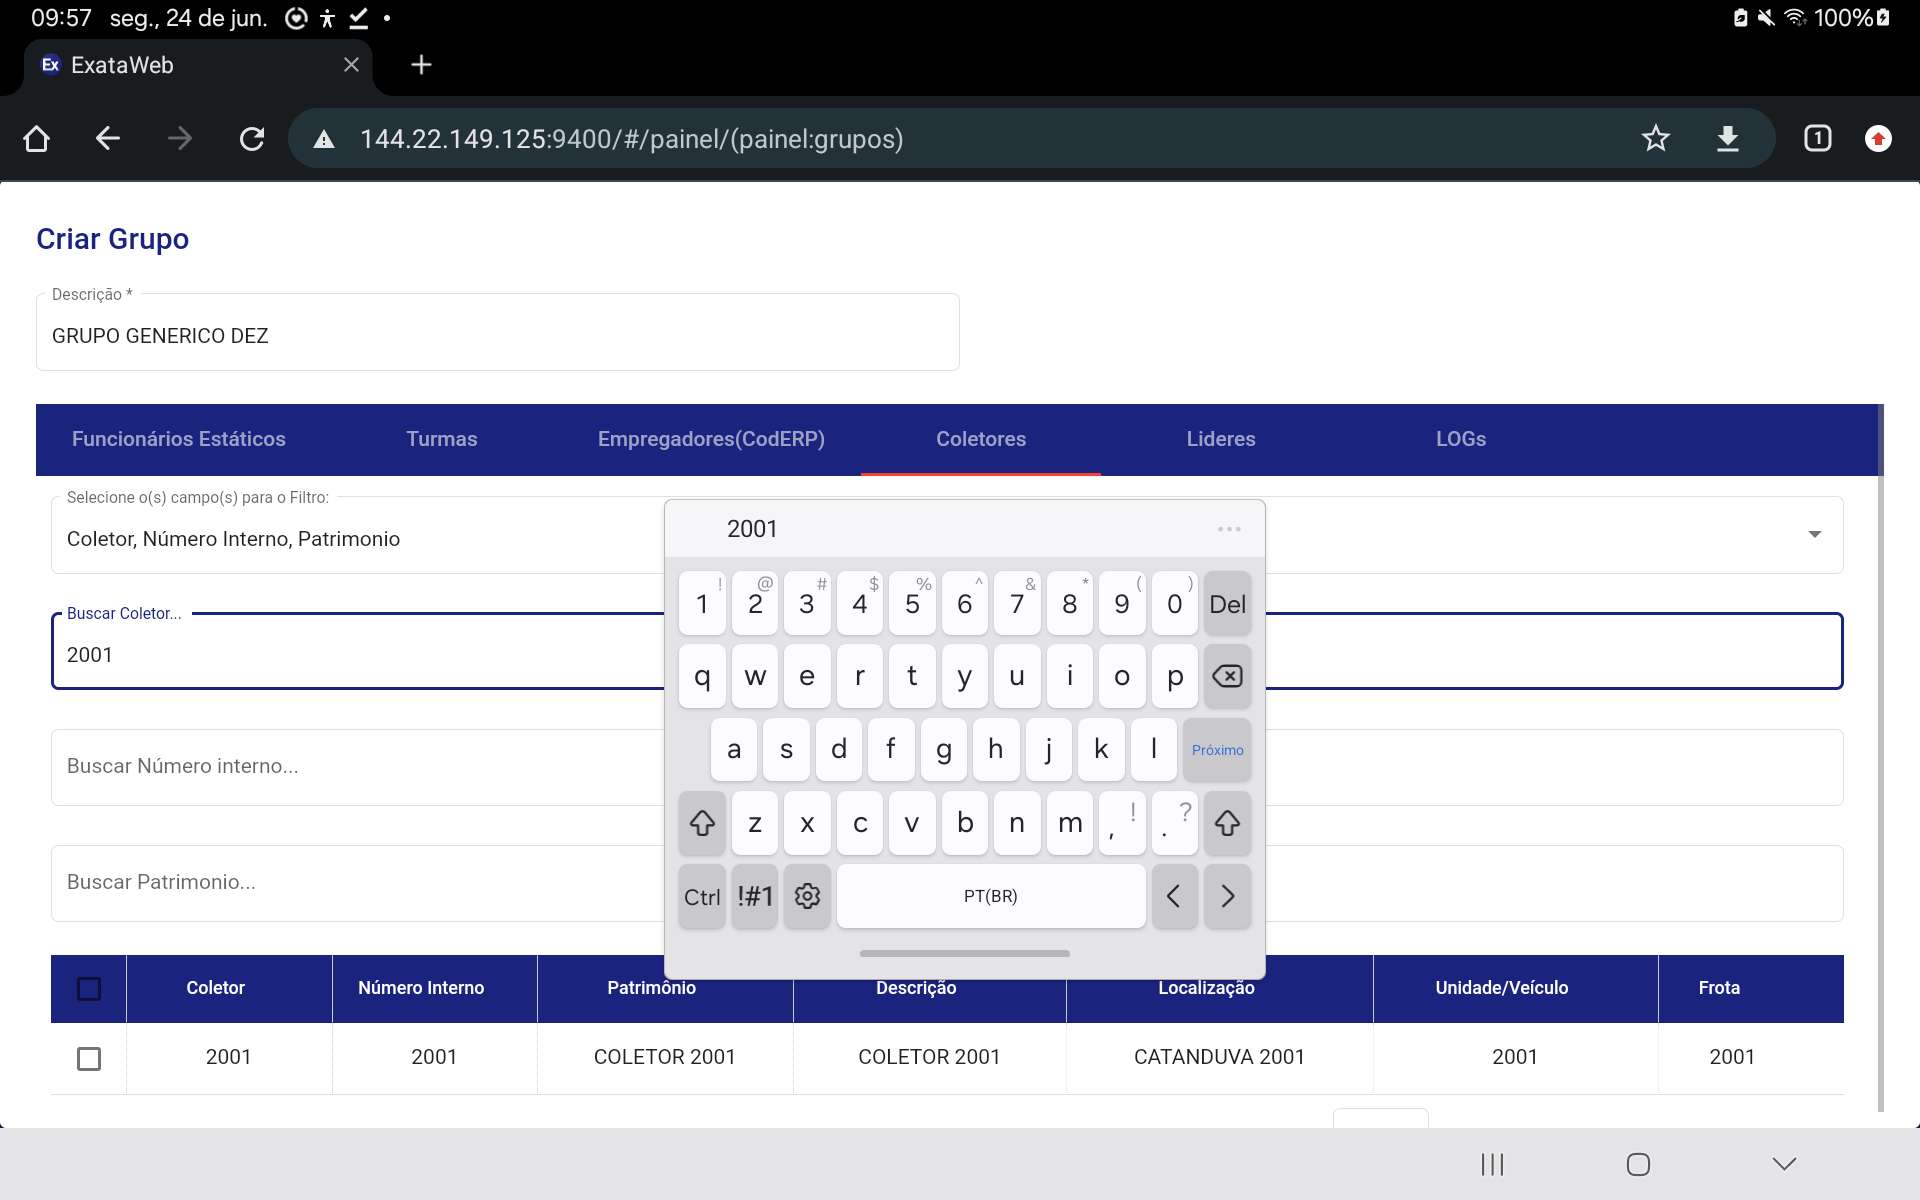 09:57 seg., 24 de jun.
100%
Ex ExataWeb
144.22.149.125:9400/#/painel/(painel:grupos)
1
Criar Grupo
Descrição *
GRUPO GENERICO DEZ
Funcionários Estáticos Turmas Empregadores(CodERP) Coletores Lideres LOGs
Selecione o(s) campo(s) para o Filtro:
Coletor, Número Interno, Patrimonio
Buscar Coletor...
2001
Buscar Número interno...
Buscar Patrimonio...
2001 ...
! @ # $ % ^ & * ( )
1 2 3 4 5 6 7 8 9 0 Del
q w e r t y u i o p
a s d f g h j k l Próximo
z x c v b n m , ! . ?
Ctrl !#1 PT(BR) < >
Coletor Número Interno Patrimônio Descrição Localização Unidade/Veículo Frota
2001 2001 COLETOR 2001 COLETOR 2001 CATANDUVA 2001 2001 2001